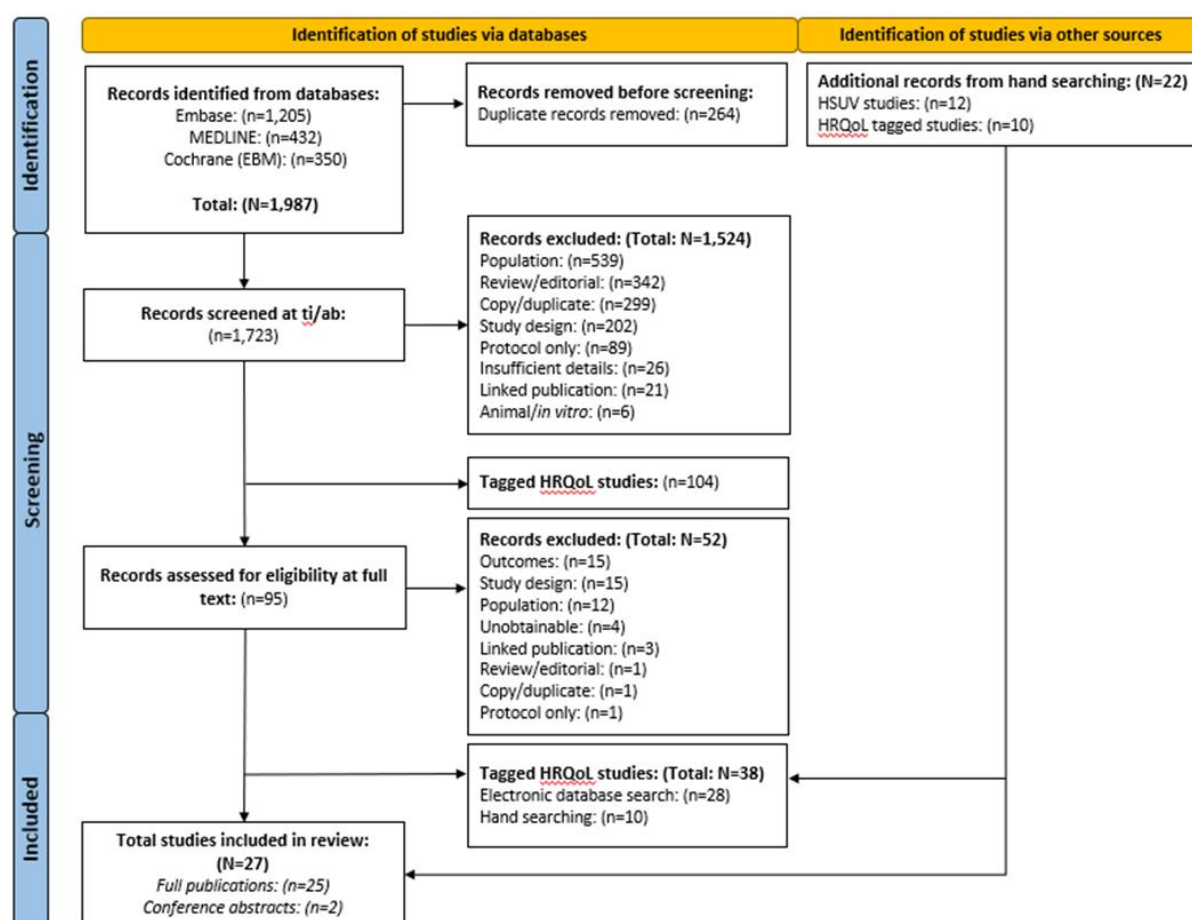 Identification of studies via databases
Identification of studies via other sources
Identification
Records identified from databases:
Embase: (n=1,205)
MEDLINE: (n=432)
Cochrane (EBM): (n=350)
Total: (N=1,987)
Records removed before screening:
Duplicate records removed: (n=264)
Additional records from hand searching: (N=22)
HSUV studies: (n=12)
HRQoL tagged studies: (n=10)
Screening
Records screened at ti/ab:
(n=1,723)
Records excluded: (Total: N=1,524)
Population: (n=539)
Review/editorial: (n=342)
Copy/duplicate: (n=299)
Study design: (n=202)
Protocol only: (n=89)
Insufficient details: (n=26)
Linked publication: (n=21)
Animal/in vitro: (n=6)
Tagged HRQoL studies: (n=104)
Records assessed for eligibility at full
text: (n=95)
Records excluded: (Total: N=52)
Outcomes: (n=15)
Study design: (n=15)
Population: (n=12)
Unobtainable: (n=4)
Linked publication: (n=3)
Review/editorial: (n=1)
Copy/duplicate: (n=1)
Protocol only: (n=1)
Included
Tagged HRQoL studies: (Total: N=38)
Electronic database search: (n=28)
Hand searching: (n=10)
Total studies included in review:
(N=27)
Full publications: (n=25)
Conference abstracts: (n=2)